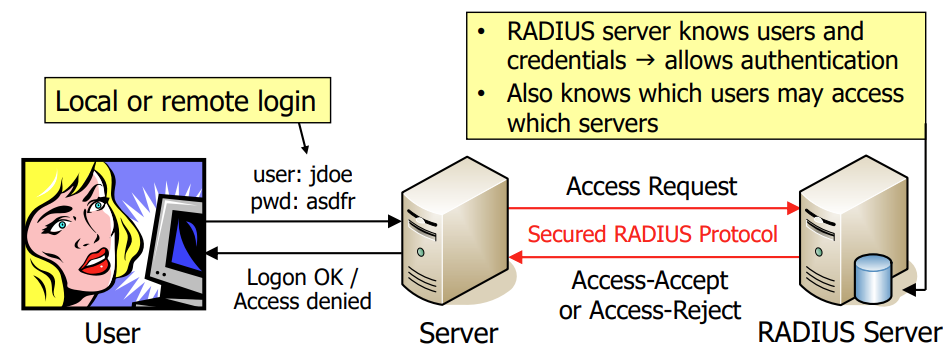 • RADIUS server knows users and
credentials → allows authentication
• Also knows which users may access
which servers
Local or remote login
user: jdoe
pwd: asdfr
Access Request
Secured RADIUS Protocol
Logon OK /
Access denied
Access-Accept
or Access-Reject
User
Server
RADIUS Server